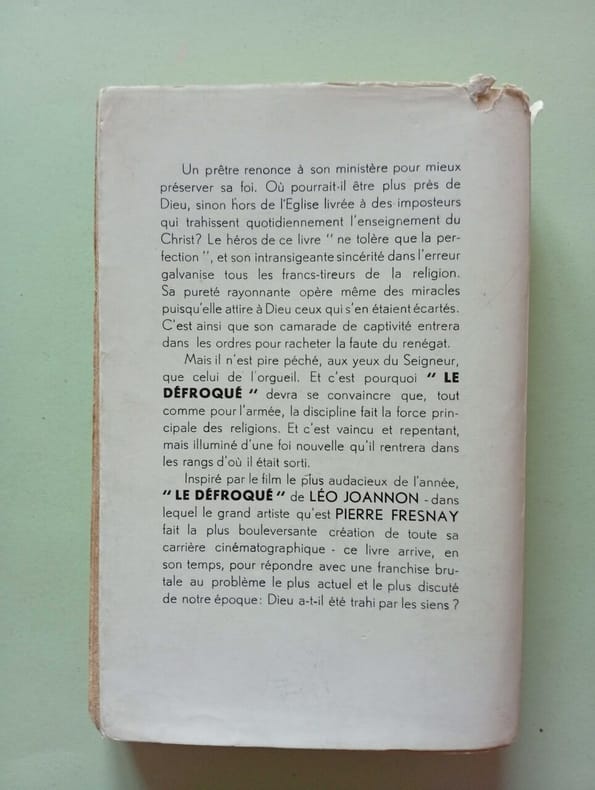 Un prêtre renonce à son ministère pour mieux
préserver sa foi. Où pourrait-il être plus près de
Dieu, sinon hors de l'Eglise livrée à des imposteurs
qui trahissent quotidiennement l'enseignement du
Christ? Le héros de ce livre " ne tolère que la per-
fection ", et son intransigeante sincérité dans l'erreur
galvanise tous les francs-tireurs de la religion.
Sa pureté rayonnante opère même des miracles
puisqu'elle attire à Dieu ceux qui s'en étaient écartés.
C'est ainsi que son camarade de captivité entrera
dans les ordres pour racheter la faute du renégat.
Mais il n'est pire péché, aux yeux du Seigneur,
que celui de l'orgueil. Et c'est pourquoi " LE
DÉFROQUÉ " devra se convaincre que, tout
comme pour l'armée, la discipline fait la force prin-
cipale des religions. Et c'est vaincu et repentant,
mais illuminé d'une foi nouvelle qu'il rentrera dans
les rangs d'où il était sorti.
Inspiré par le film le plus audacieux de l'année,
" LE DÉFROQUÉ " de LÉO JOANNON - dans
lequel le grand artiste qu'est PIERRE FRESNAY
fait la plus bouleversante création de toute sa
carrière cinématographique - ce livre arrive, en
son temps, pour répondre avec une franchise bru-
tale au problème le plus actuel et le plus discuté
de notre époque: Dieu a-t-il été trahi par les siens ?